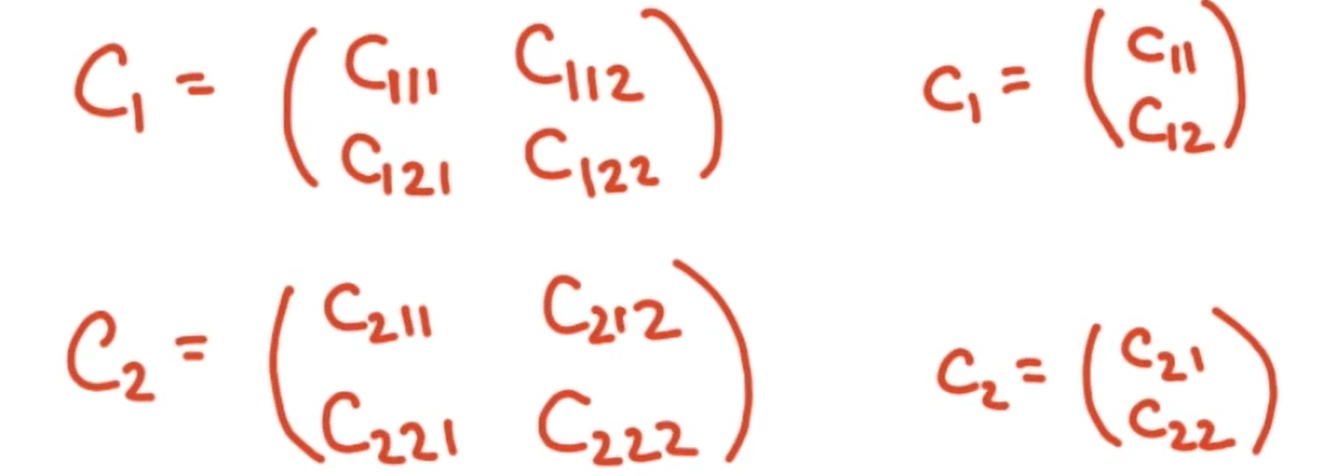 C₁ = ( C₁₁₁ C₁₁₂ ; C₁₂₁ C₁₂₂ ) c₁ = ( c₁₁ ; c₁₂ )
C₂ = ( C₂₁₁ C₂₁₂ ; C₂₂₁ C₂₂₂ ) c₂ = ( c₂₁ ; c₂₂ )